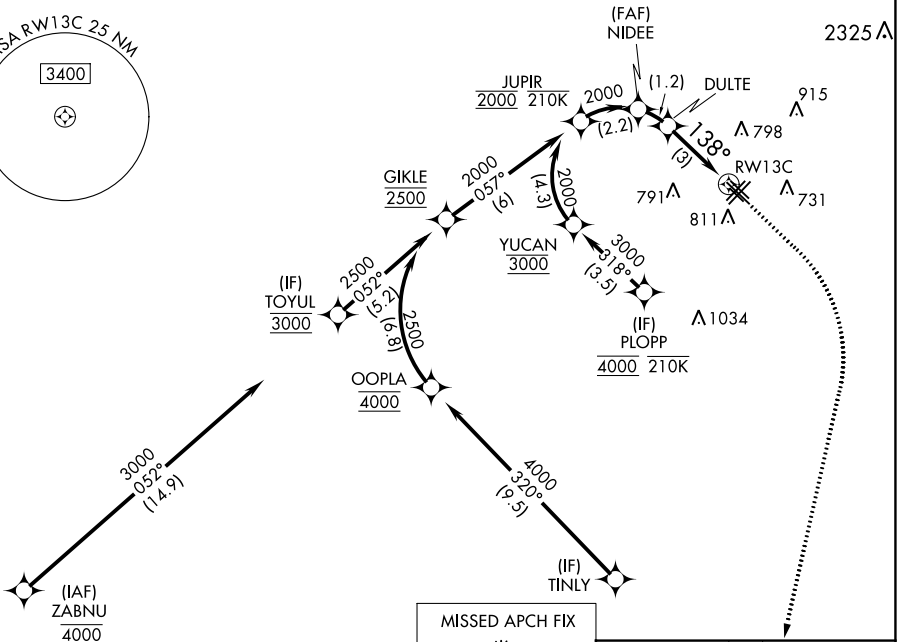 SA RW13C 25 NM
3400
(FAF)
NIDEE
2325
JUPIR
2000 210K
2000
(2.2)
(1.2)
DULTE
915
798
138°
(3)
RW13C
731
791
811
GIKLE
2500
2000
057°
(6)
2000
(4.3)
YUCAN
3000
3000
318°
(3.5)
(IF)
PLOPP
4000 210K
1034
(IF)
TOYUL
3000
2500
052°
(5.2)
2500
(6.8)
OOPLA
4000
3000
052°
(14.9)
4000
320°
(9.5)
(IAF)
ZABNU
4000
(IF)
TINLY
MISSED APCH FIX